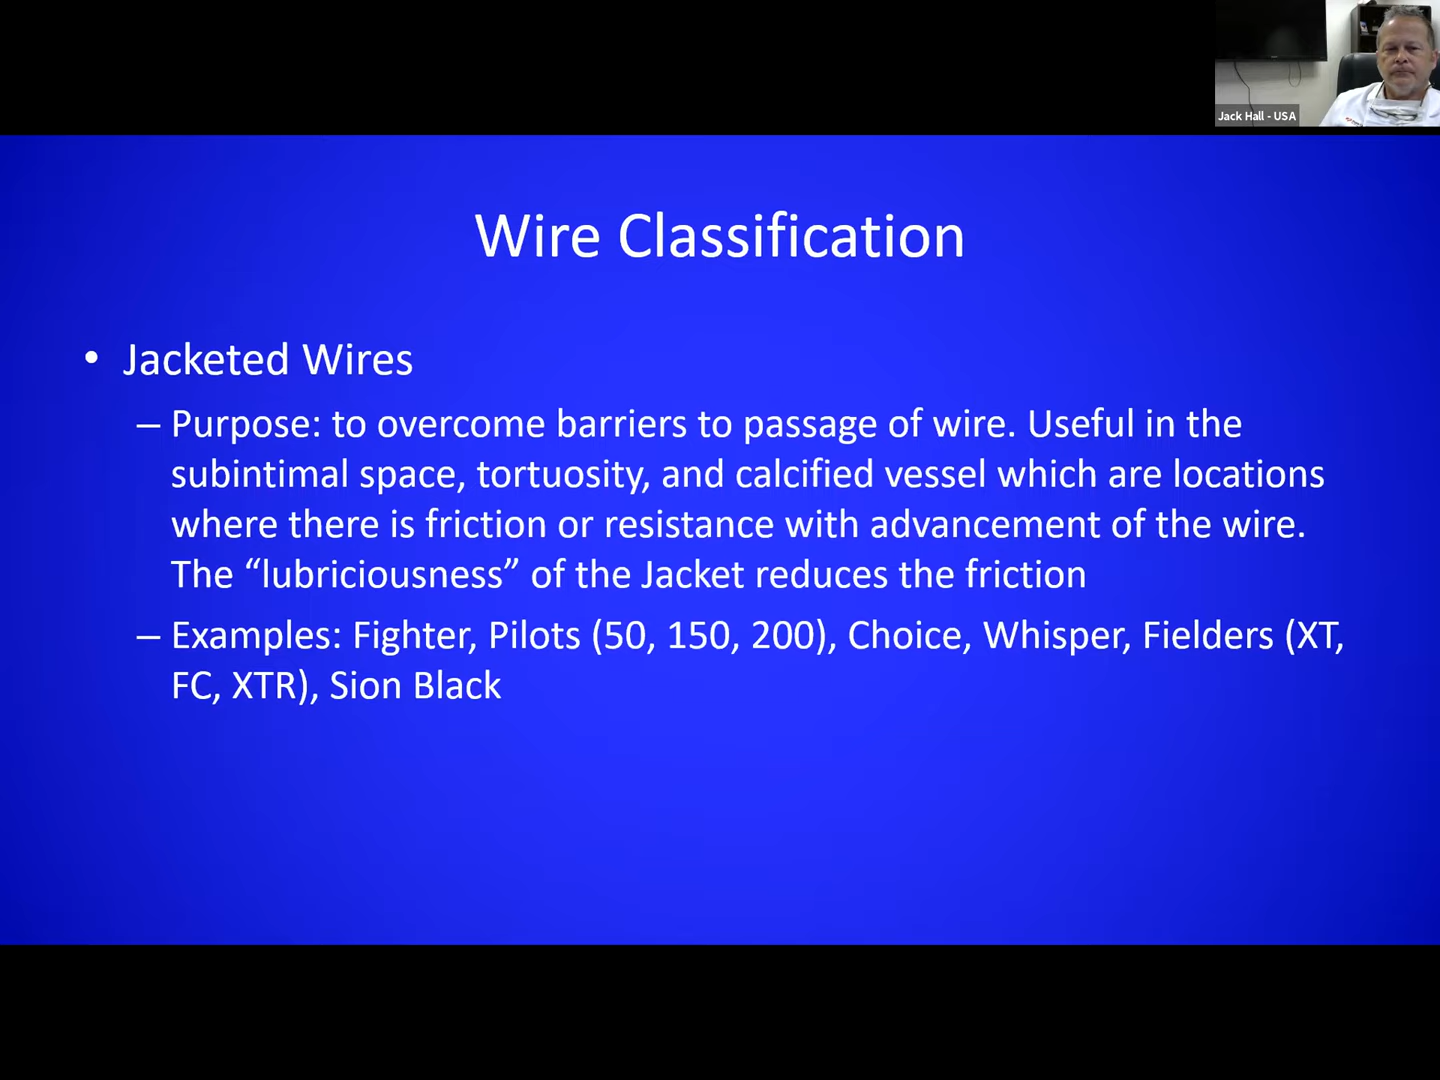 Jack Hall - USA
Wire Classification
• Jacketed Wires
– Purpose: to overcome barriers to passage of wire. Useful in the
subintimal space, tortuosity, and calcified vessel which are locations
where there is friction or resistance with advancement of the wire.
The “lubriciousness” of the Jacket reduces the friction
– Examples: Fighter, Pilots (50, 150, 200), Choice, Whisper, Fielders (XT,
FC, XTR), Sion Black